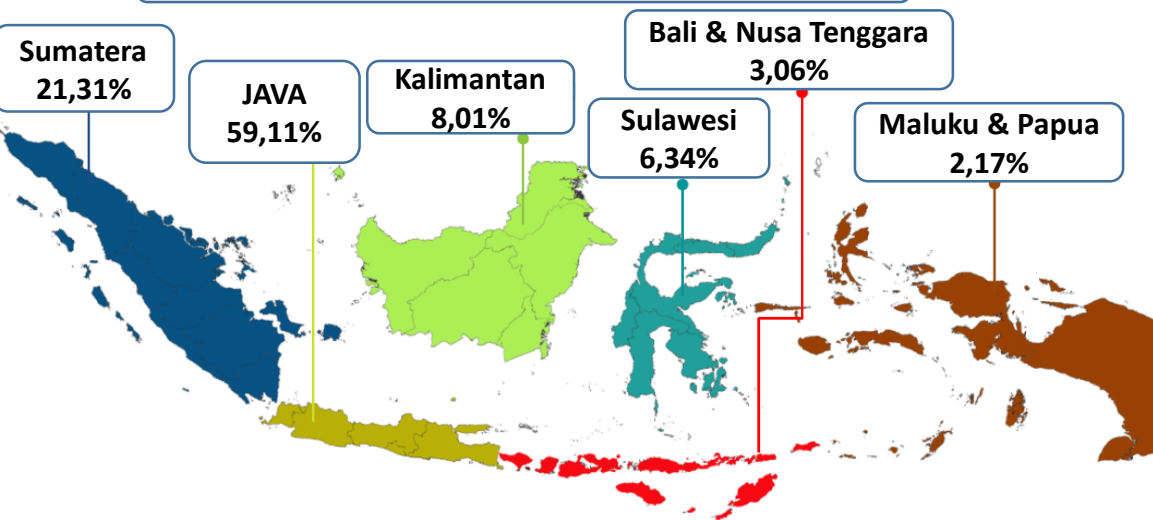 Sumatera
21,31%
JAVA
59,11%
Kalimantan
8,01%
Sulawesi
6,34%
Bali & Nusa Tenggara
3,06%
Maluku & Papua
2,17%